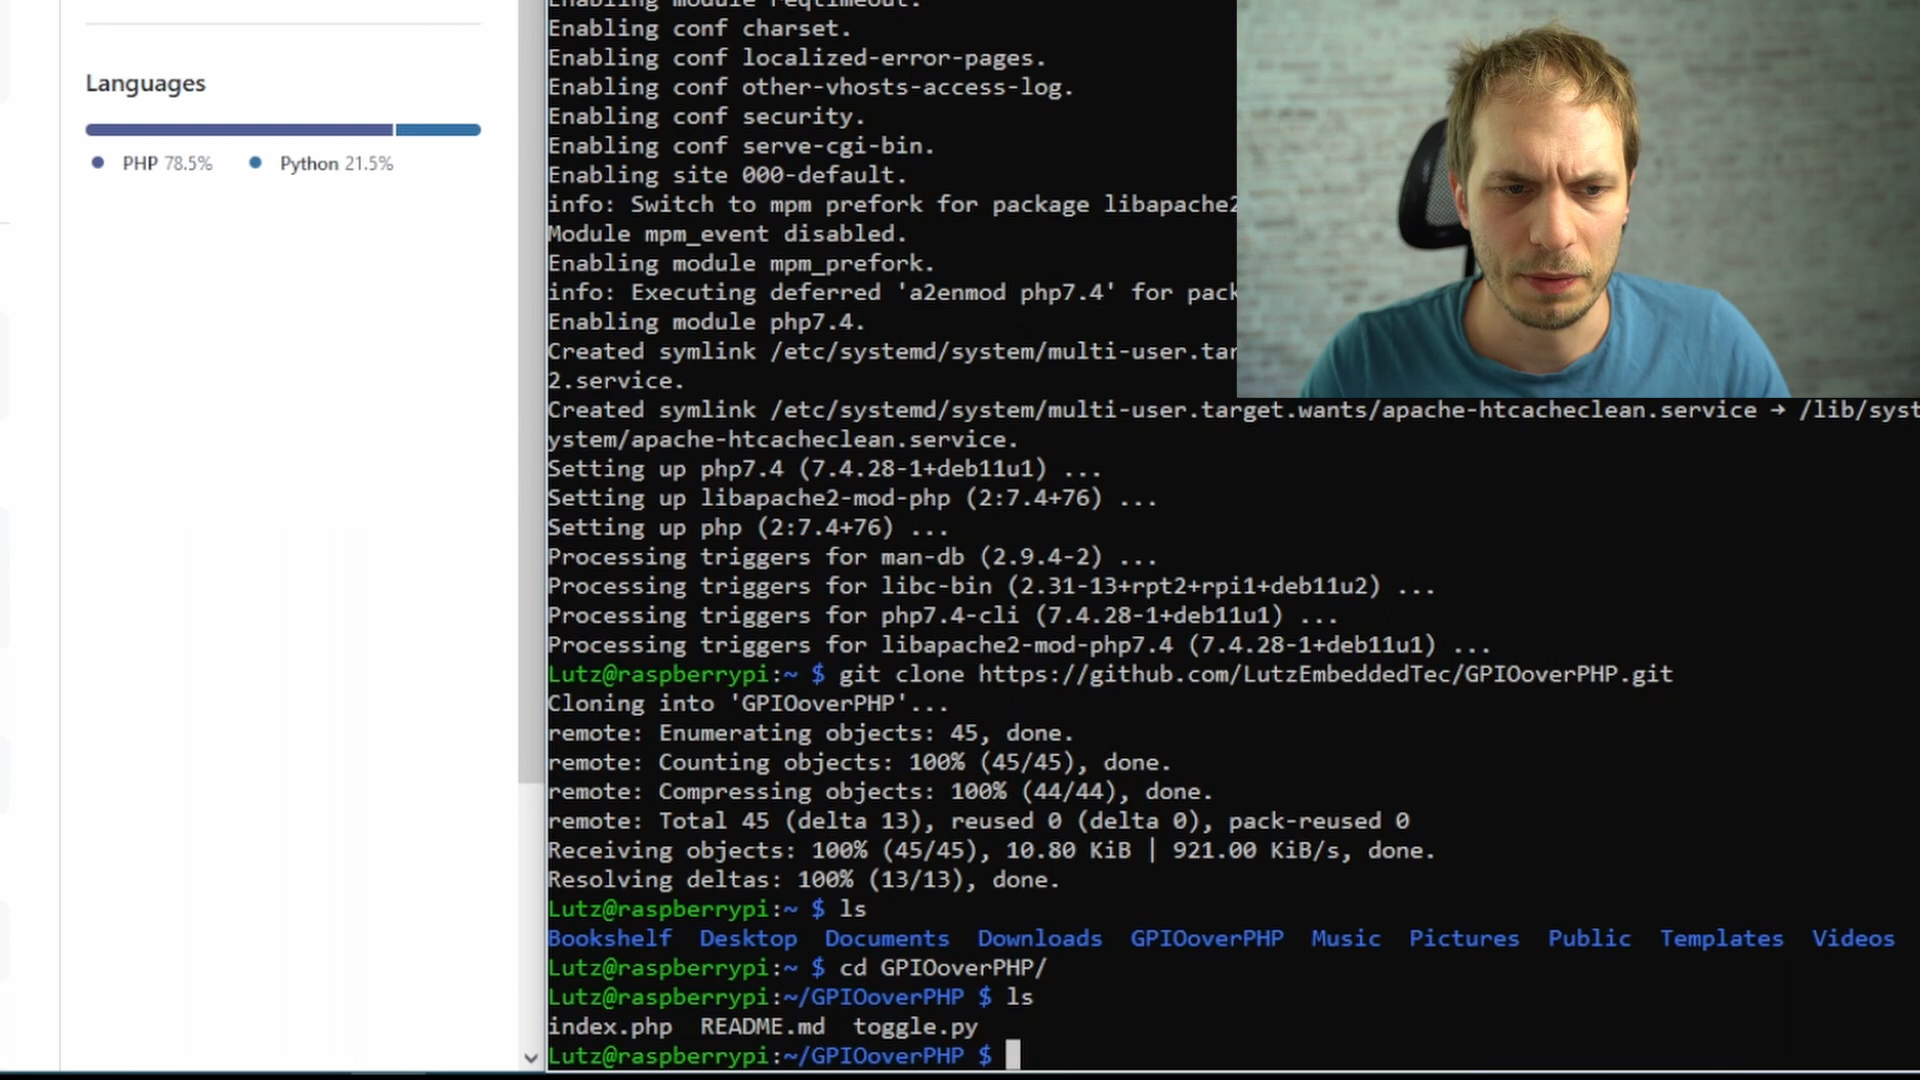 Languages
PHP 78.5% Python 21.5%
Enabling module reqtimeout.
Enabling conf charset.
Enabling conf localized-error-pages.
Enabling conf other-vhosts-access-log.
Enabling conf security.
Enabling conf serve-cgi-bin.
Enabling site 000-default.
info: Switch to mpm prefork for package libapache2
Module mpm_event disabled.
Enabling module mpm_prefork.
info: Executing deferred 'a2enmod php7.4' for pack
Enabling module php7.4.
Created symlink /etc/systemd/system/multi-user.tar
2.service.
Created symlink /etc/systemd/system/multi-user.target.wants/apache-htcacheclean.service → /lib/syst
ystem/apache-htcacheclean.service.
Setting up php7.4 (7.4.28-1+deb11u1) ...
Setting up libapache2-mod-php (2:7.4+76) ...
Setting up php (2:7.4+76) ...
Processing triggers for man-db (2.9.4-2) ...
Processing triggers for libc-bin (2.31-13+rpt2+rpi1+deb11u2) ...
Processing triggers for php7.4-cli (7.4.28-1+deb11u1) ...
Processing triggers for libapache2-mod-php7.4 (7.4.28-1+deb11u1) ...
Lutz@raspberrypi:~ $ git clone https://github.com/LutzEmbeddedTec/GPIOoverPHP.git
Cloning into 'GPIOoverPHP'...
remote: Enumerating objects: 45, done.
remote: Counting objects: 100% (45/45), done.
remote: Compressing objects: 100% (44/44), done.
remote: Total 45 (delta 13), reused 0 (delta 0), pack-reused 0
Receiving objects: 100% (45/45), 10.80 KiB | 921.00 KiB/s, done.
Resolving deltas: 100% (13/13), done.
Lutz@raspberrypi:~ $ ls
Bookshelf Desktop Documents Downloads GPIOoverPHP Music Pictures Public Templates Videos
Lutz@raspberrypi:~ $ cd GPIOoverPHP/
Lutz@raspberrypi:~/GPIOoverPHP $ ls
index.php README.md toggle.py
Lutz@raspberrypi:~/GPIOoverPHP $